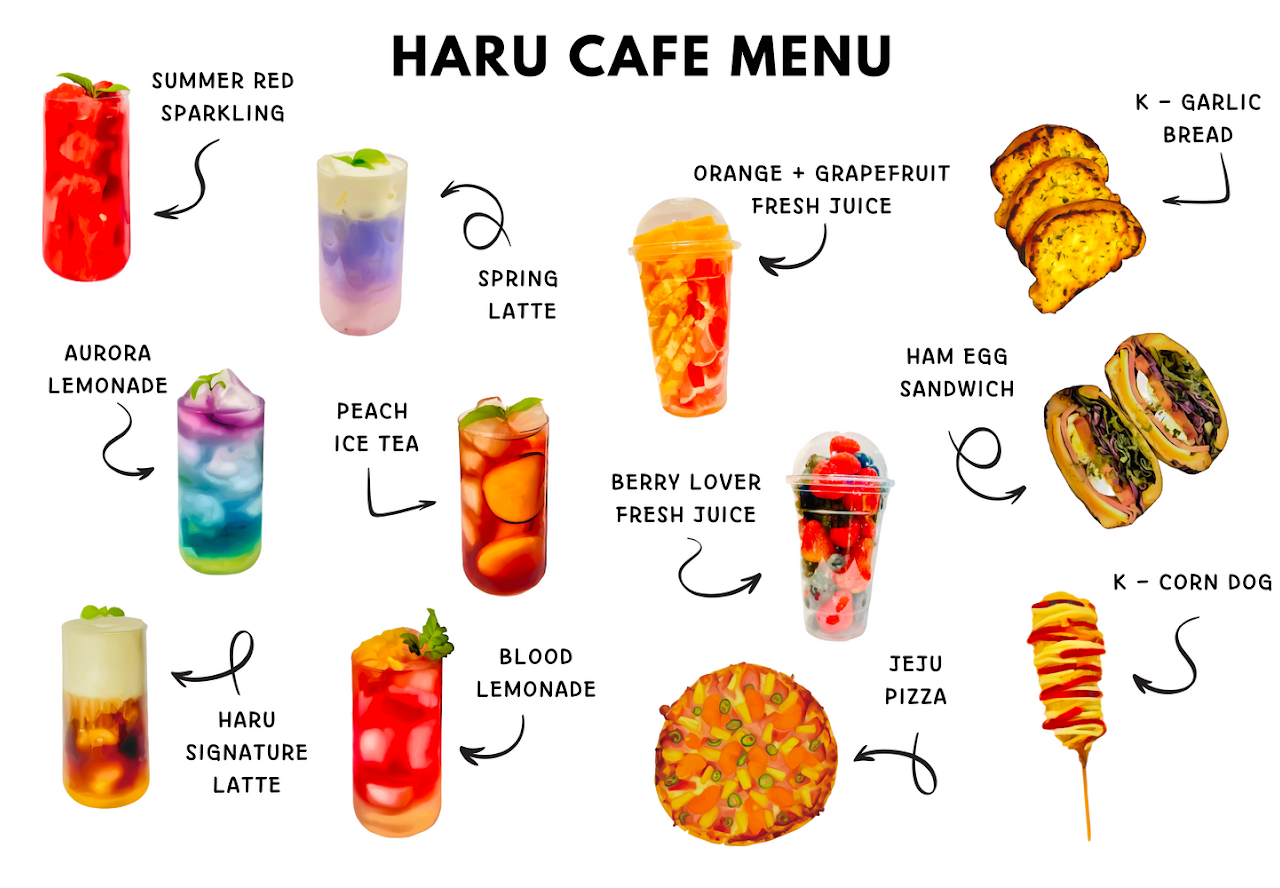 HARU CAFE MENU
SUMMER RED
SPARKLING
SPRING
LATTE
ORANGE + GRAPEFRUIT
FRESH JUICE
K - GARLIC
BREAD
AURORA
LEMONADE
PEACH
ICE TEA
BERRY LOVER
FRESH JUICE
HAM EGG
SANDWICH
HARU
SIGNATURE
LATTE
BLOOD
LEMONADE
JEJU
PIZZA
K - CORN DOG